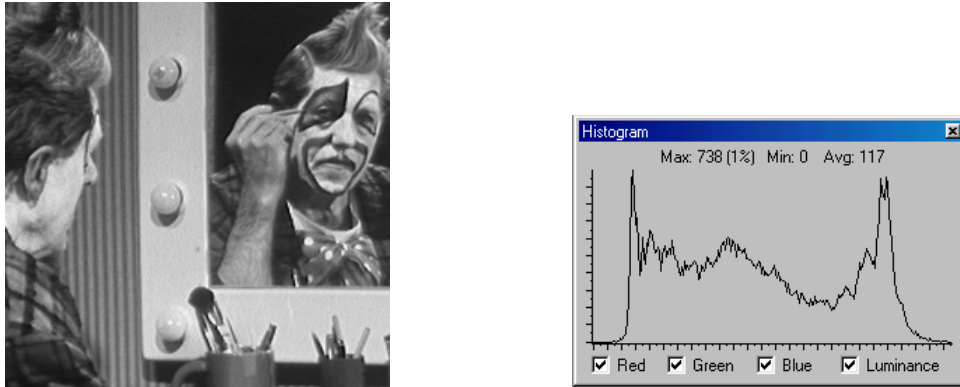 Histogram
Max: 738 (1%) Min: 0 Avg: 117
Red Green Blue Luminance